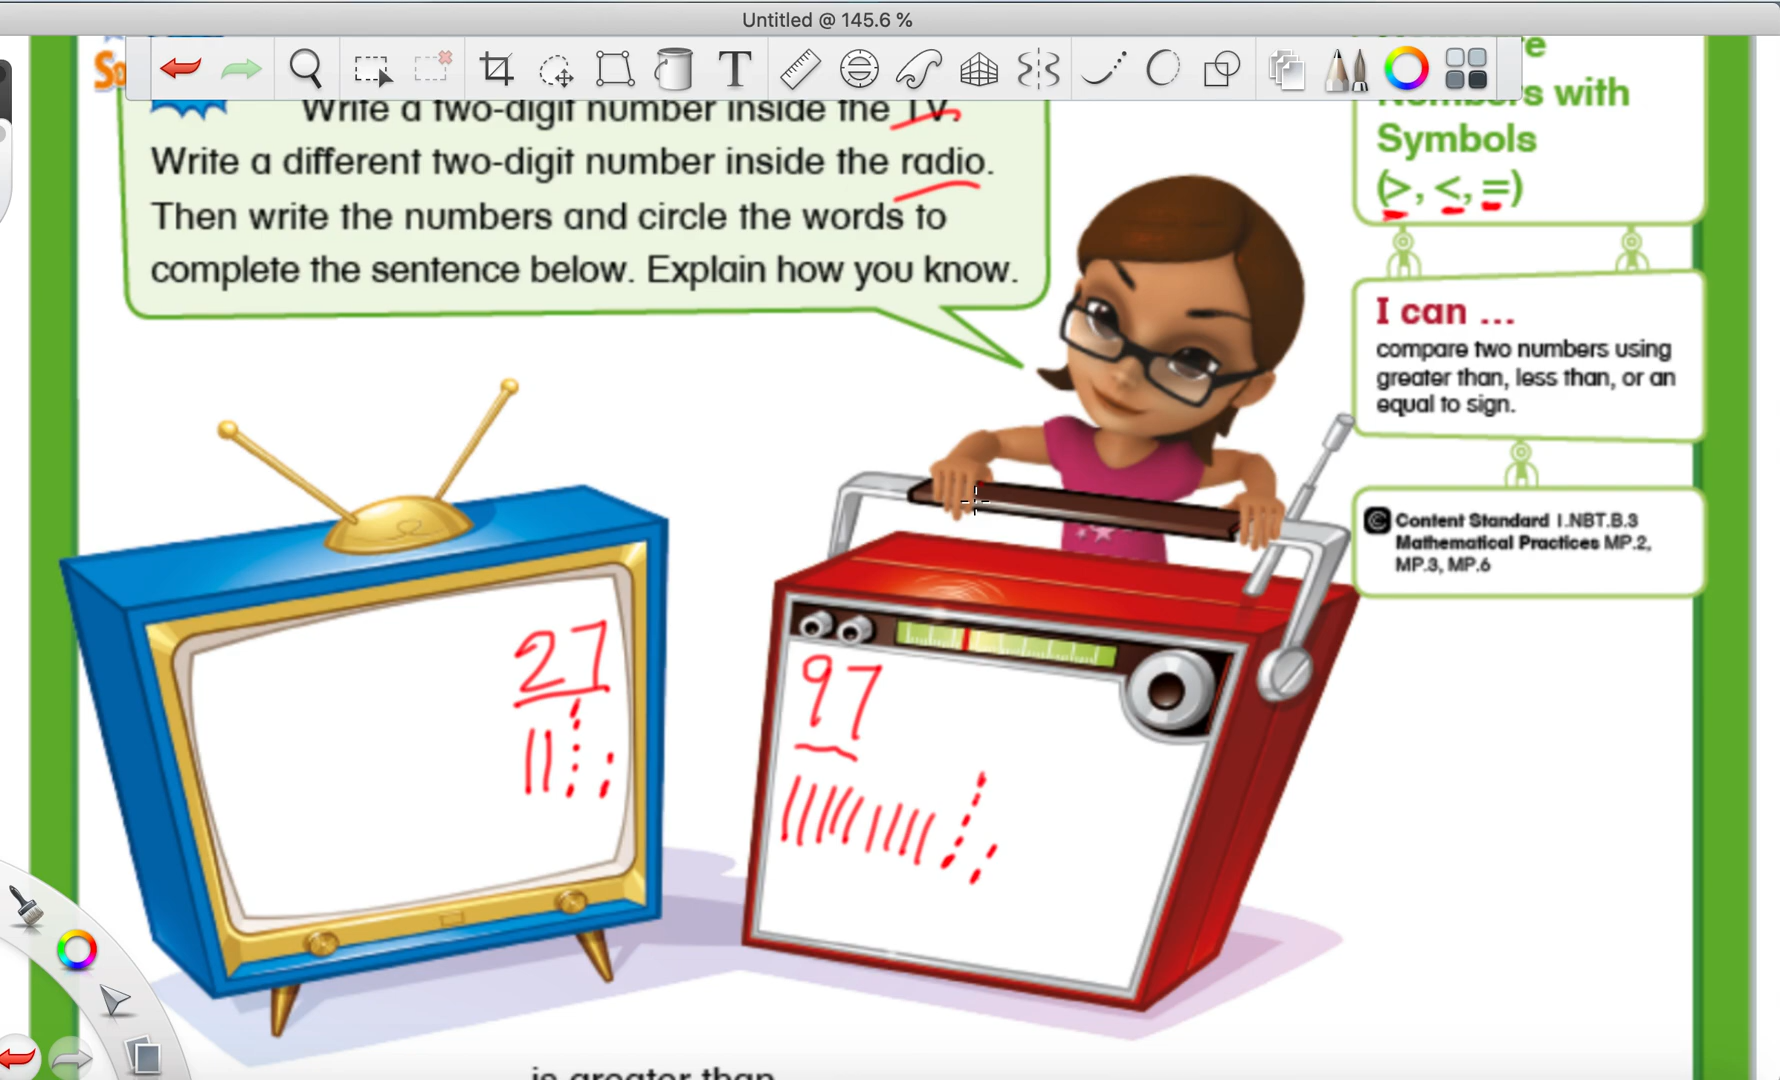 Untitled @ 145.6 %
Write a two-digit number inside the TV.
Write a different two-digit number inside the radio.
Then write the numbers and circle the words to
complete the sentence below. Explain how you know.
Numbers with
Symbols
(>, <, =)
I can ...
compare two numbers using
greater than, less than, or an
equal to sign.
Content Standard 1.NBT.B.3
Mathematical Practices MP.2,
MP.3, MP.6
27
97
is greater than